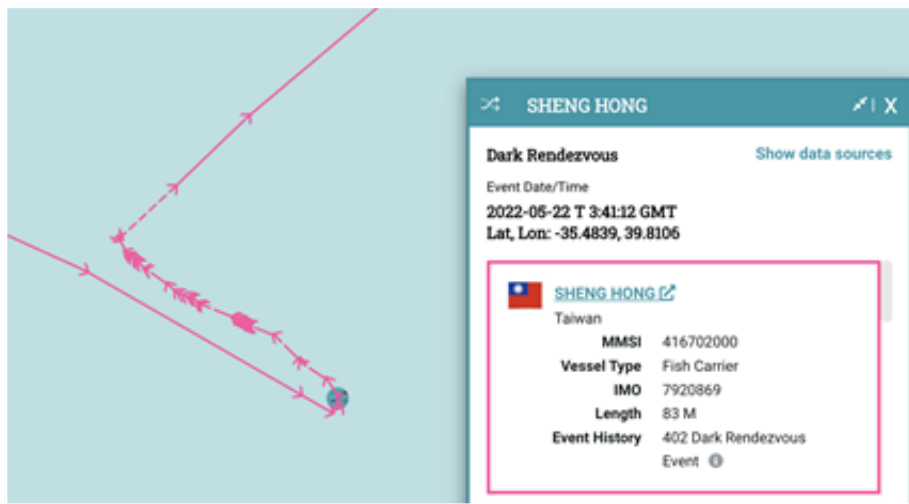 SHENG HONG
Dark Rendezvous Show data sources
Event Date/Time
2022-05-22 T 3:41:12 GMT
Lat, Lon: -35.4839, 39.8106
SHENG HONG
Taiwan
MMSI 416702000
Vessel Type Fish Carrier
IMO 7920869
Length 83 M
Event History 402 Dark Rendezvous
Event